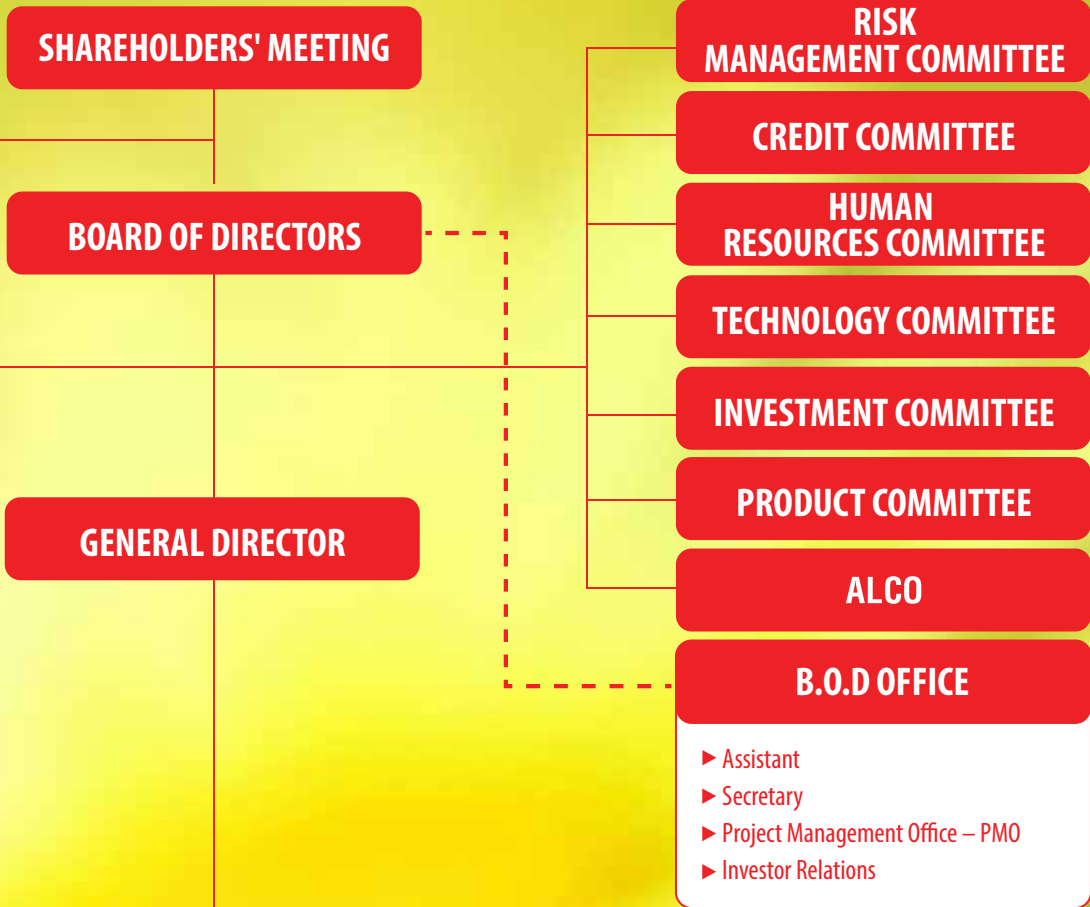 SHAREHOLDERS' MEETING
BOARD OF DIRECTORS
GENERAL DIRECTOR
RISK
MANAGEMENT COMMITTEE
CREDIT COMMITTEE
HUMAN
RESOURCES COMMITTEE
TECHNOLOGY COMMITTEE
INVESTMENT COMMITTEE
PRODUCT COMMITTEE
ALCO
B.O.D OFFICE
▶ Assistant
▶ Secretary
▶ Project Management Office – PMO
▶ Investor Relations